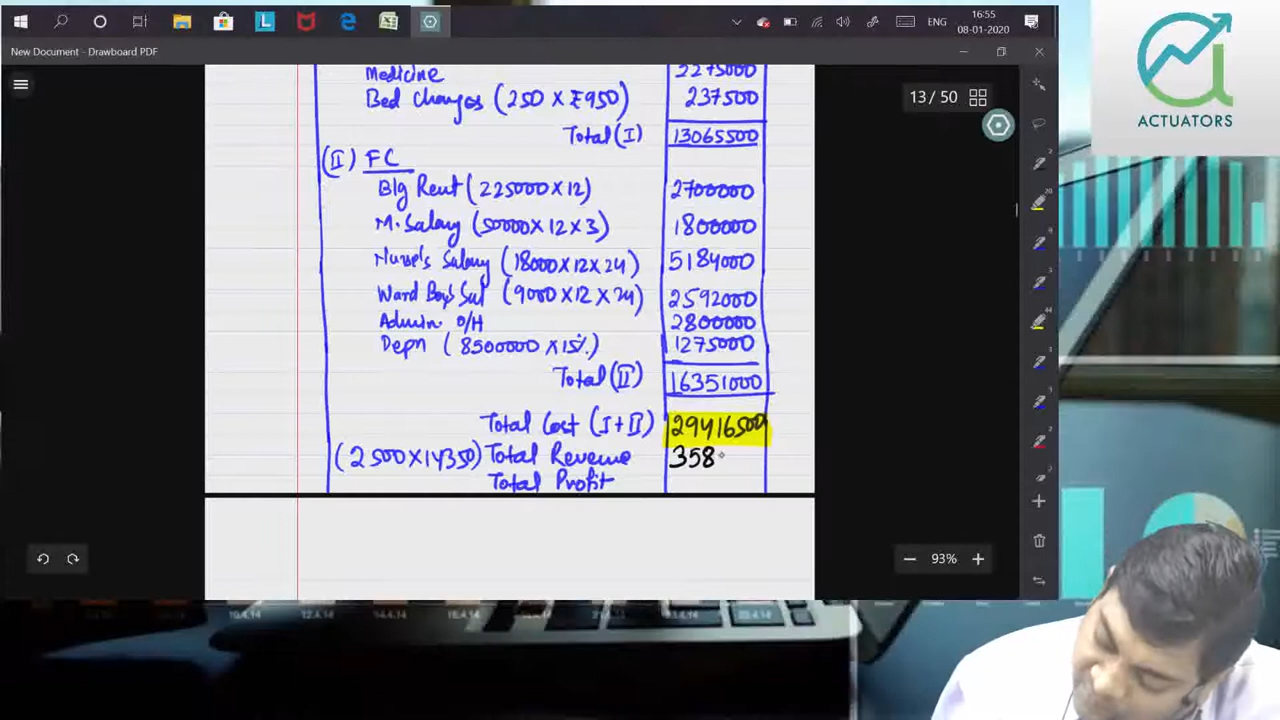 16:55
ENG
08-01-2020
New Document - Drawboard PDF
ACTUATORS
13 / 50
Medicine 2275000
Bed Charges (250 X ₹950) 237500
Total (I) 13065500
(II) FC
Blg Rent (225000 X 12) 2700000
M. Salary (50000 X 12 X 3) 1800000
Nurse's Salary (18000 X 12 X 24) 5184000
Ward Boy's Sal (9000 X 12 X 24) 2592000
Admin O/H 2800000
Depn (8500000 X 15%) 1275000
Total (II) 16351000
Total Cost (I+II) 29416500
(2500 X 14350) Total Revenue 358
Total Profit
93%